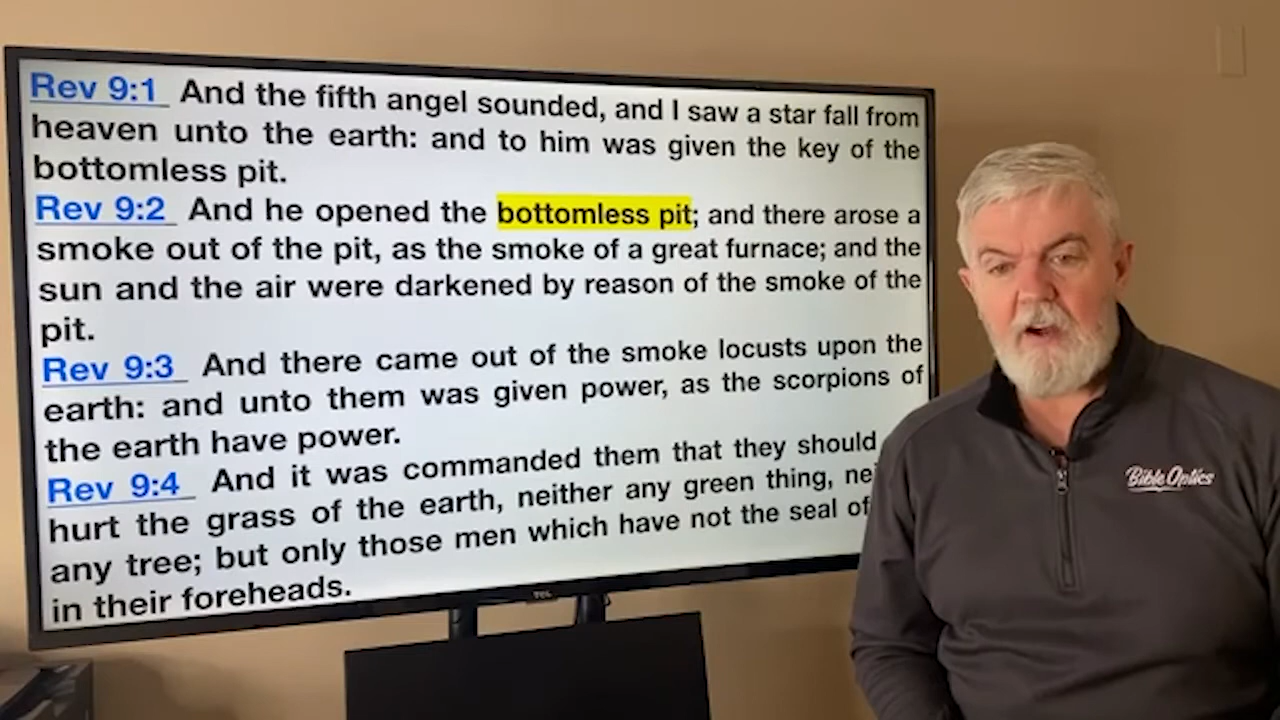 Rev 9:1 And the fifth angel sounded, and I saw a star fall from
heaven unto the earth: and to him was given the key of the
bottomless pit.
Rev 9:2 And he opened the bottomless pit; and there arose a
smoke out of the pit, as the smoke of a great furnace; and the
sun and the air were darkened by reason of the smoke of the
pit.
Rev 9:3 And there came out of the smoke locusts upon the
earth: and unto them was given power, as the scorpions of
the earth have power.
Rev 9:4 And it was commanded them that they should
hurt the grass of the earth, neither any green thing, nei
any tree; but only those men which have not the seal of
in their foreheads.
TCL
Bible Optics